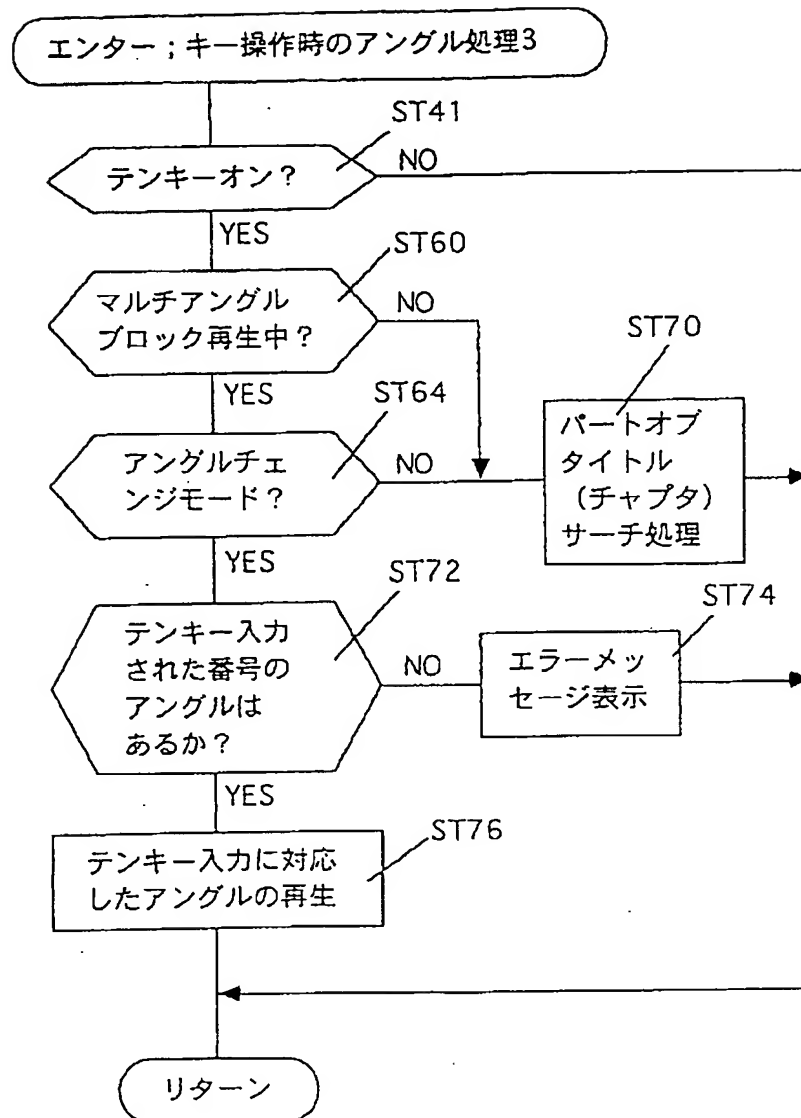 エンター；キー操作時のアングル処理3
ST41
テンキーオン？
NO
YES
ST60
マルチアングル
ブロック再生中？
NO
YES
ST70
パートオブ
タイトル
（チャプタ）
サーチ処理
ST64
アングルチェ
ンジモード？
NO
YES
ST72
テンキー入力
された番号の
アングルは
あるか？
NO
ST74
エラーメッ
セージ表示
YES
ST76
テンキー入力に対応
したアングルの再生
リターン